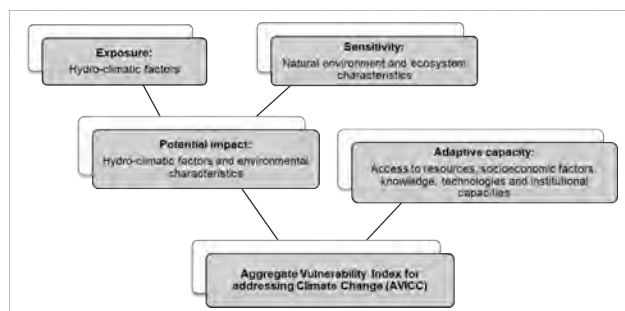 Exposure:
Hydro-climatic factors
Sensitivity:
Natural environment and ecosystem
characteristics
Potential impact:
Hydro-climatic factors and environmental
characteristics
Adaptive capacity:
Access to resources, socioeconomic factors,
knowledge, technologies and institutional
capacities
Aggregate Vulnerability Index for
addressing Climate Change (AVICC)